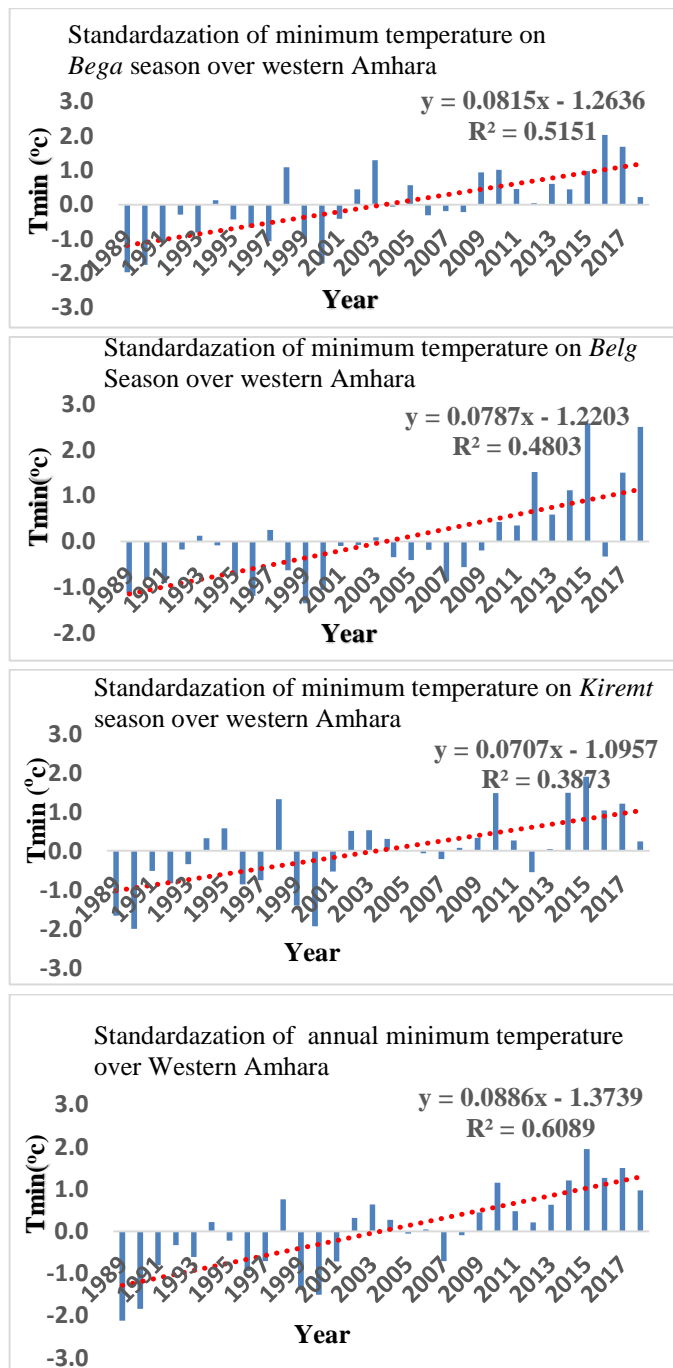 Standardazation of minimum temperature on
Bega season over western Amhara
3.0
y = 0.0815x - 1.2636
2.0
R² = 0.5151
1.0
0.0
-1.0
-2.0
-3.0
Tmin (°c)
1989 1991 1993 1995 1997 1999 2001 2003 2005 2007 2009 2011 2013 2015 2017
Year
Standardazation of minimum temperature on Belg
Season over western Amhara
3.0
y = 0.0787x - 1.2203
2.0
R² = 0.4803
1.0
0.0
-1.0
-2.0
Tmin(°c)
1989 1991 1993 1995 1997 1999 2001 2003 2005 2007 2009 2011 2013 2015 2017
Year
Standardazation of minimum temperature on Kiremt
season over western Amhara
3.0
y = 0.0707x - 1.0957
2.0
R² = 0.3873
1.0
0.0
-1.0
-2.0
-3.0
Tmin (°c)
1989 1991 1993 1995 1997 1999 2001 2003 2005 2007 2009 2011 2013 2015 2017
Year
Standardazation of annual minimum temperature
over Western Amhara
3.0
y = 0.0886x - 1.3739
2.0
R² = 0.6089
1.0
0.0
-1.0
-2.0
-3.0
Tmin(°c)
1989 1991 1993 1995 1997 1999 2001 2003 2005 2007 2009 2011 2013 2015 2017
Year